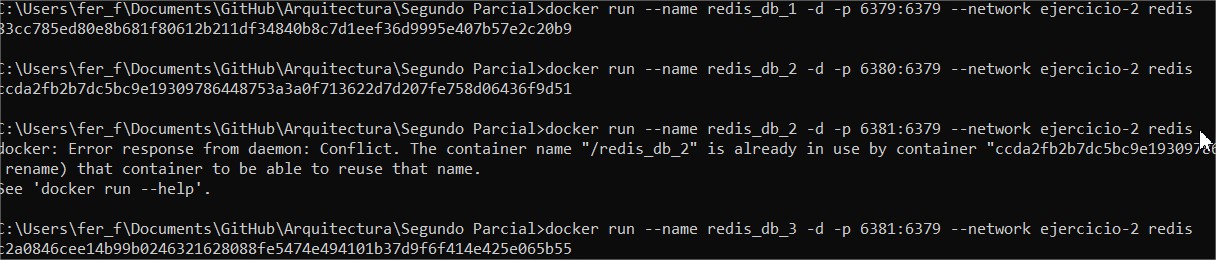 C:\Users\fer_f\Documents\GitHub\Arquitectura\Segundo Parcial>docker run --name redis_db_1 -d -p 6379:6379 --network ejercicio-2 redis
83cc785ed80e8b681f80612b211df34840b8c7d1eef36d9995e407b57e2c20b9
C:\Users\fer_f\Documents\GitHub\Arquitectura\Segundo Parcial>docker run --name redis_db_2 -d -p 6380:6379 --network ejercicio-2 redis
ccda2fb2b7dc5bc9e19309786448753a3a0f713622d7d207fe758d06436f9d51
C:\Users\fer_f\Documents\GitHub\Arquitectura\Segundo Parcial>docker run --name redis_db_2 -d -p 6381:6379 --network ejercicio-2 redis
docker: Error response from daemon: Conflict. The container name "/redis_db_2" is already in use by container "ccda2fb2b7dc5bc9e19309786
rename) that container to be able to reuse that name.
See 'docker run --help'.
C:\Users\fer_f\Documents\GitHub\Arquitectura\Segundo Parcial>docker run --name redis_db_3 -d -p 6381:6379 --network ejercicio-2 redis
c2a0846cee14b99b0246321628088fe5474e494101b37d9f6f414e425e065b55